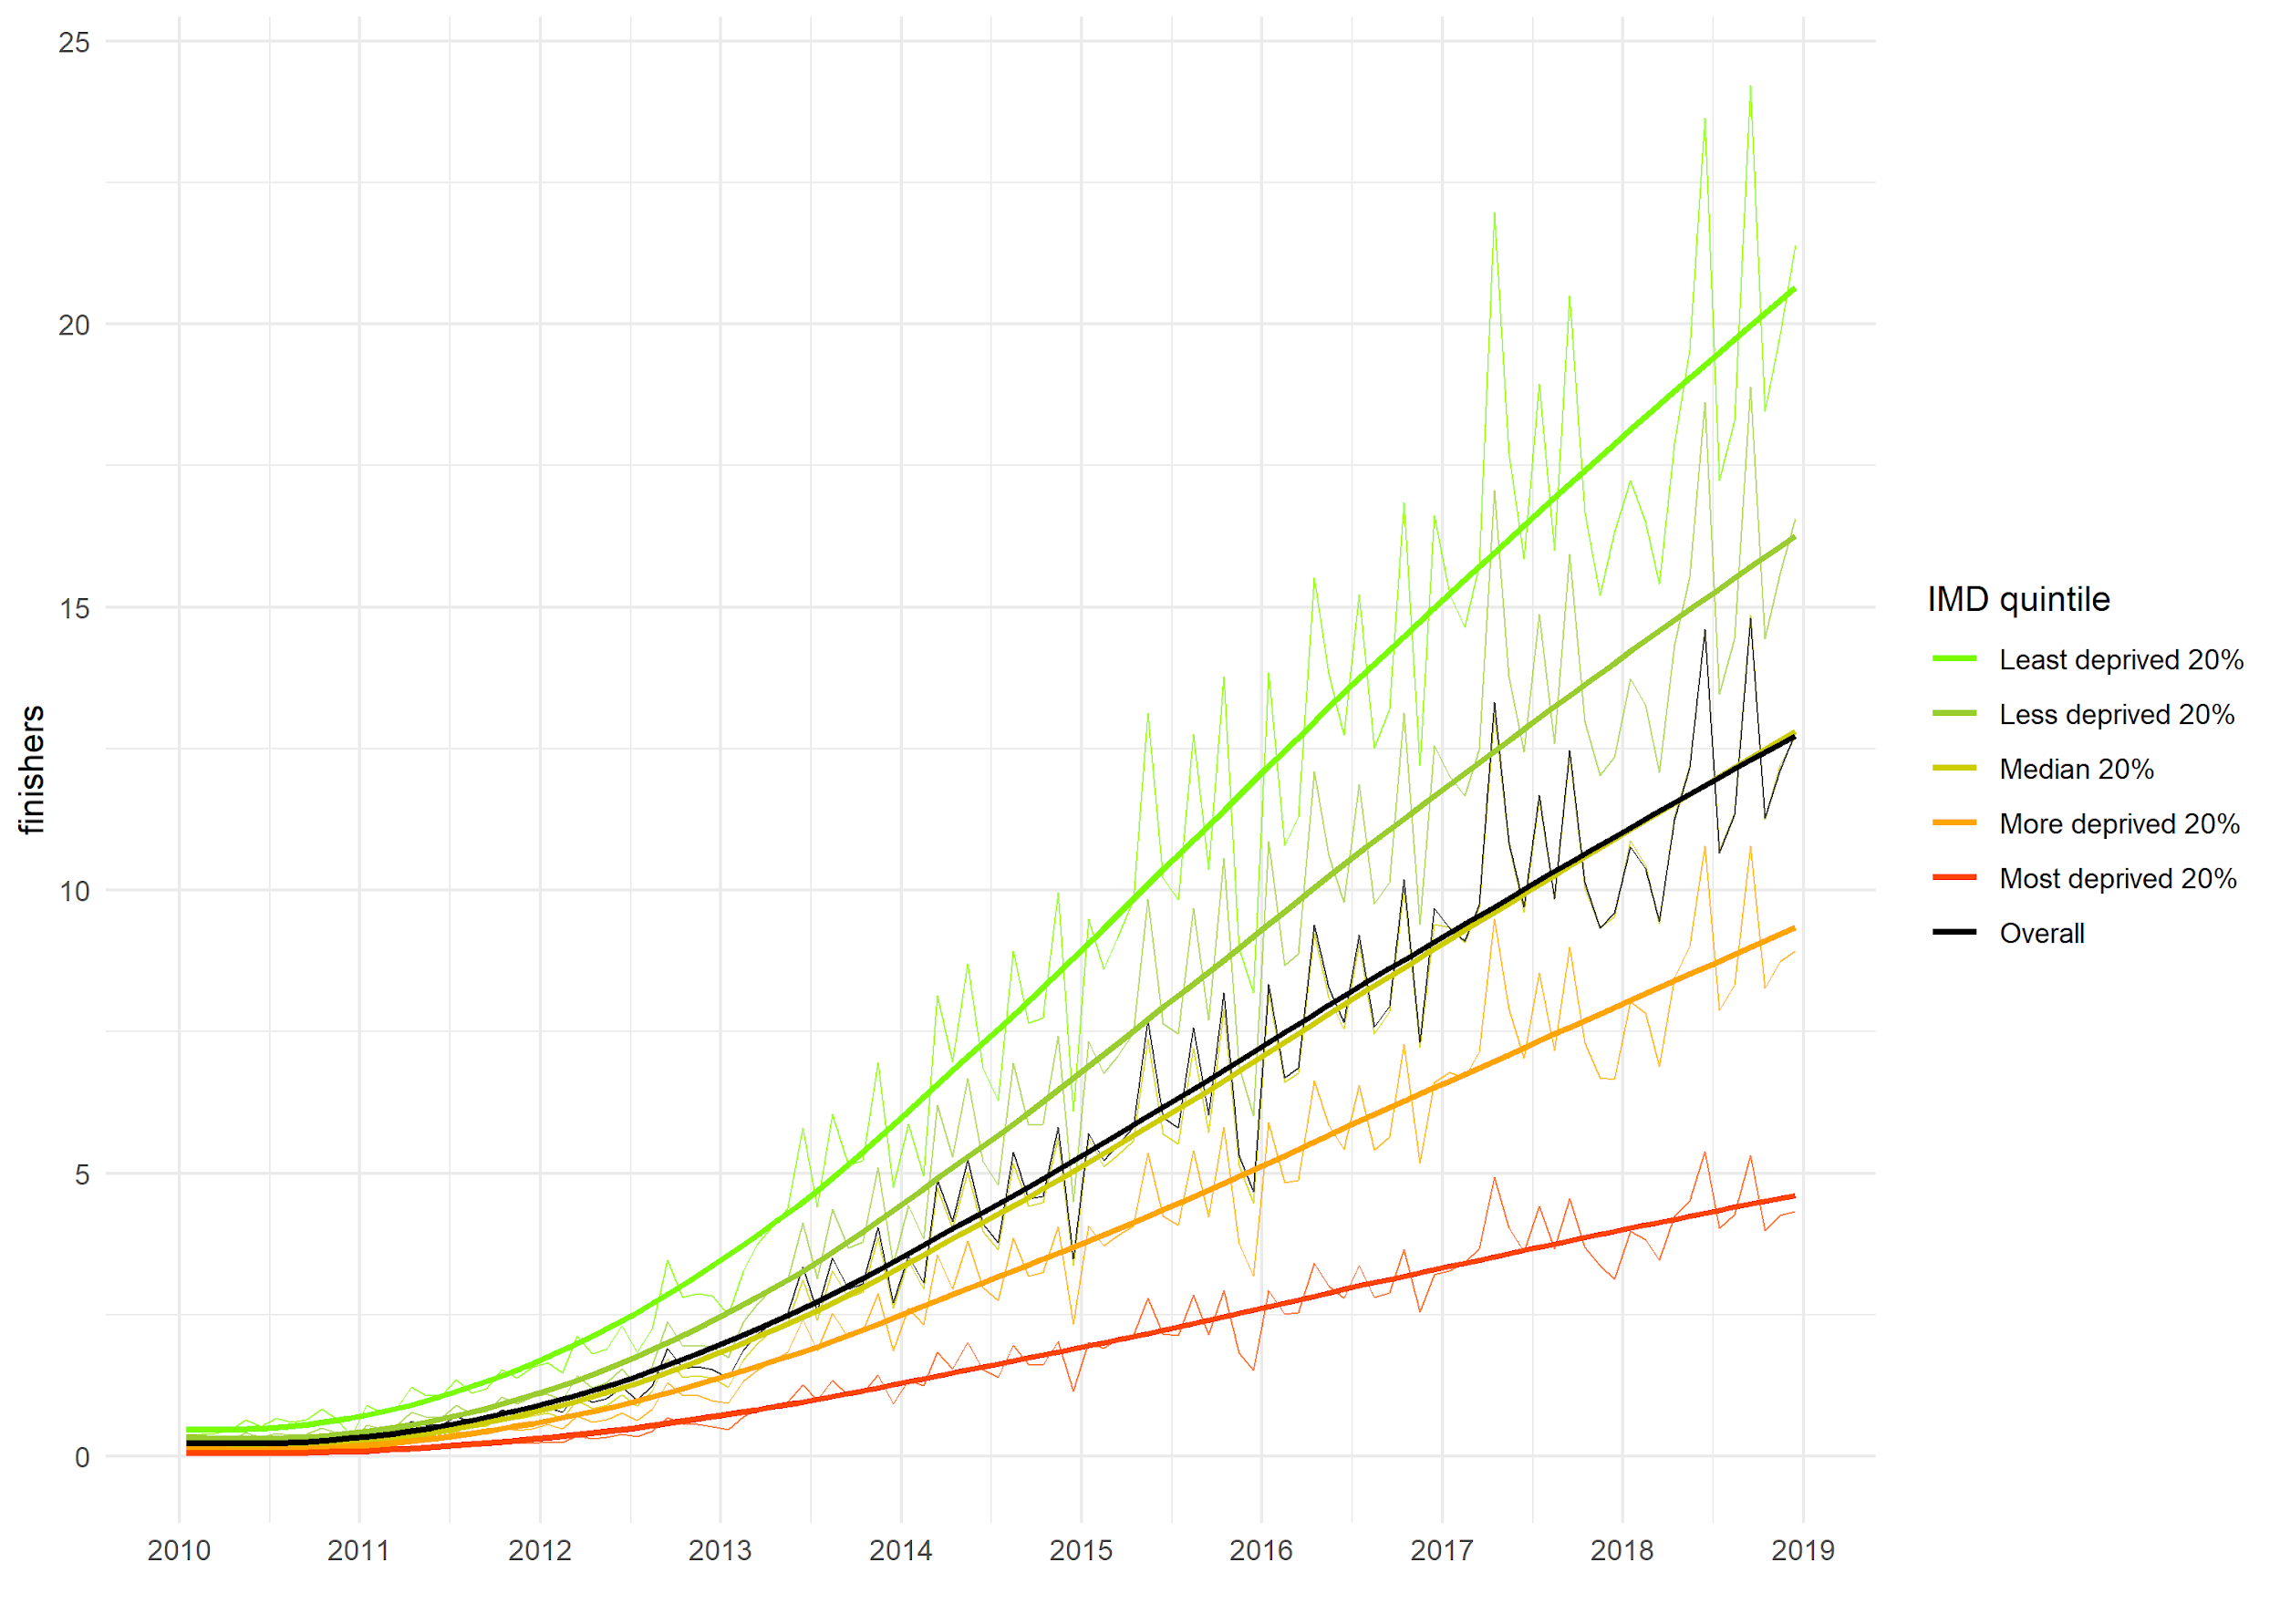 25
20
15
10
5
0
finishers
2010 2011 2012 2013 2014 2015 2016 2017 2018 2019
IMD quintile
Least deprived 20%
Less deprived 20%
Median 20%
More deprived 20%
Most deprived 20%
Overall